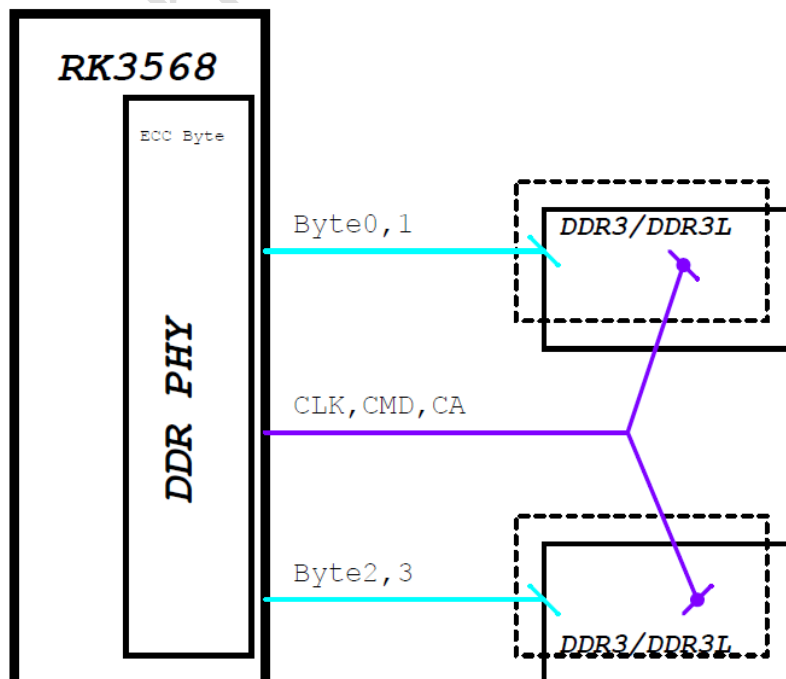 RK3568
ECC Byte
Byte0,1
DDR3/DDR3L
DDR PHY
CLK,CMD,CA
Byte2,3
DDR3/DDR3L